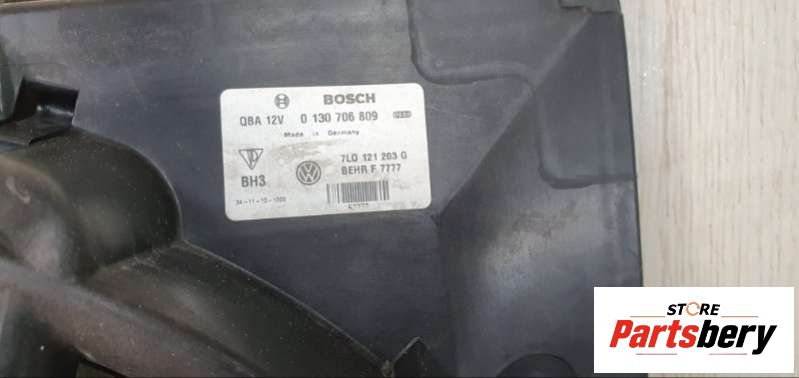 BOSCH
QBA 12V 0 130 706 809
Made in Germany
7L0 121 203 G
BH3 BEHR F 7777
STORE
Partsbery